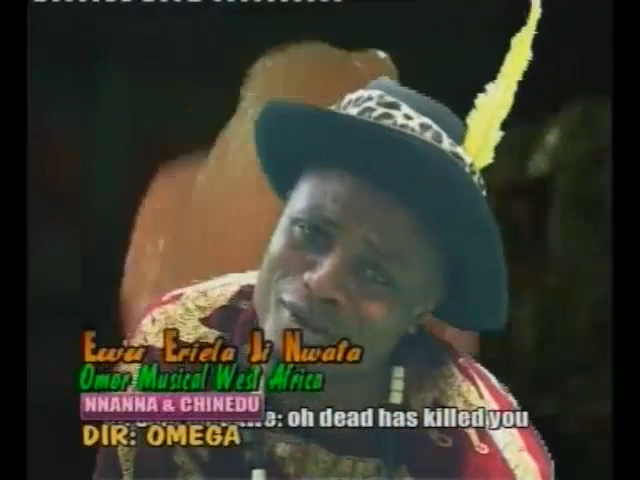 Ewu Eriela Ji Nwata
Omor Musical West Africa
NNANNA & CHINEDU
: oh dead has killed you
DIR: OMEGA